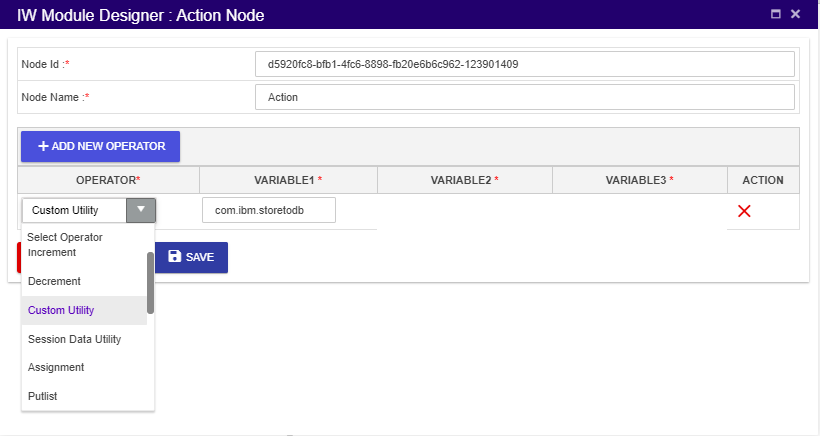 IW Module Designer : Action Node
Node Id :* d5920fc8-bfb1-4fc6-8898-fb20e6b6c962-123901409
Node Name :* Action
+ ADD NEW OPERATOR
OPERATOR* VARIABLE1 * VARIABLE2 * VARIABLE3 * ACTION
Custom Utility com.ibm.storetodb
Select Operator
Increment
SAVE
Decrement
Custom Utility
Session Data Utility
Assignment
Putlist